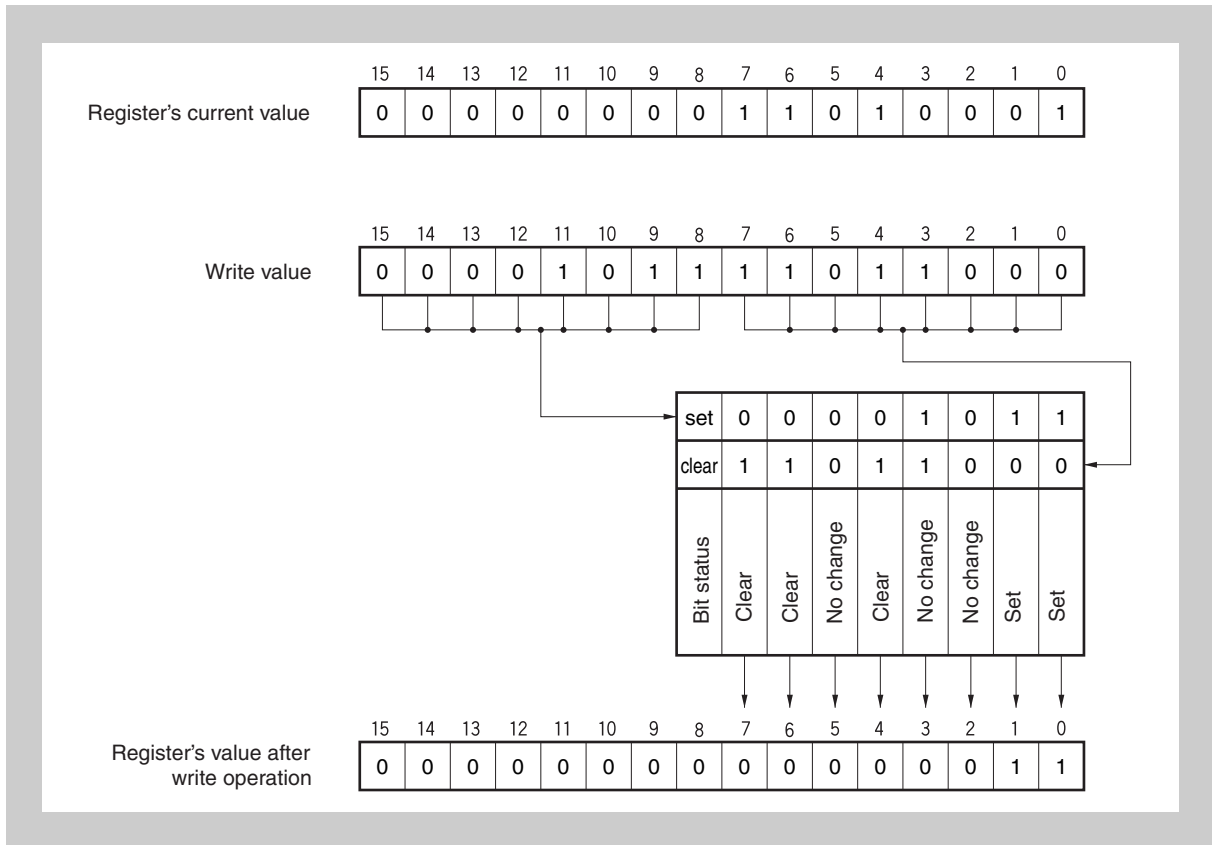 15 14 13 12 11 10 9 8 7 6 5 4 3 2 1 0
Register's current value 0 0 0 0 0 0 0 0 1 1 0 1 0 0 0 1
15 14 13 12 11 10 9 8 7 6 5 4 3 2 1 0
Write value 0 0 0 0 1 0 1 1 1 1 0 1 1 0 0 0
set 0 0 0 0 1 0 1 1
clear 1 1 0 1 1 0 0 0
Bit status Clear Clear No change Clear No change No change Set Set
15 14 13 12 11 10 9 8 7 6 5 4 3 2 1 0
Register's value after
write operation 0 0 0 0 0 0 0 0 0 0 0 0 0 0 1 1